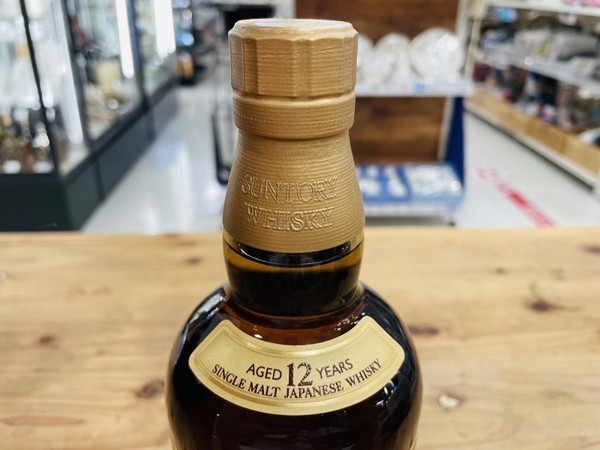 SUNTORY
WHISKY
AGED 12 YEARS
SINGLE MALT JAPANESE WHISKY